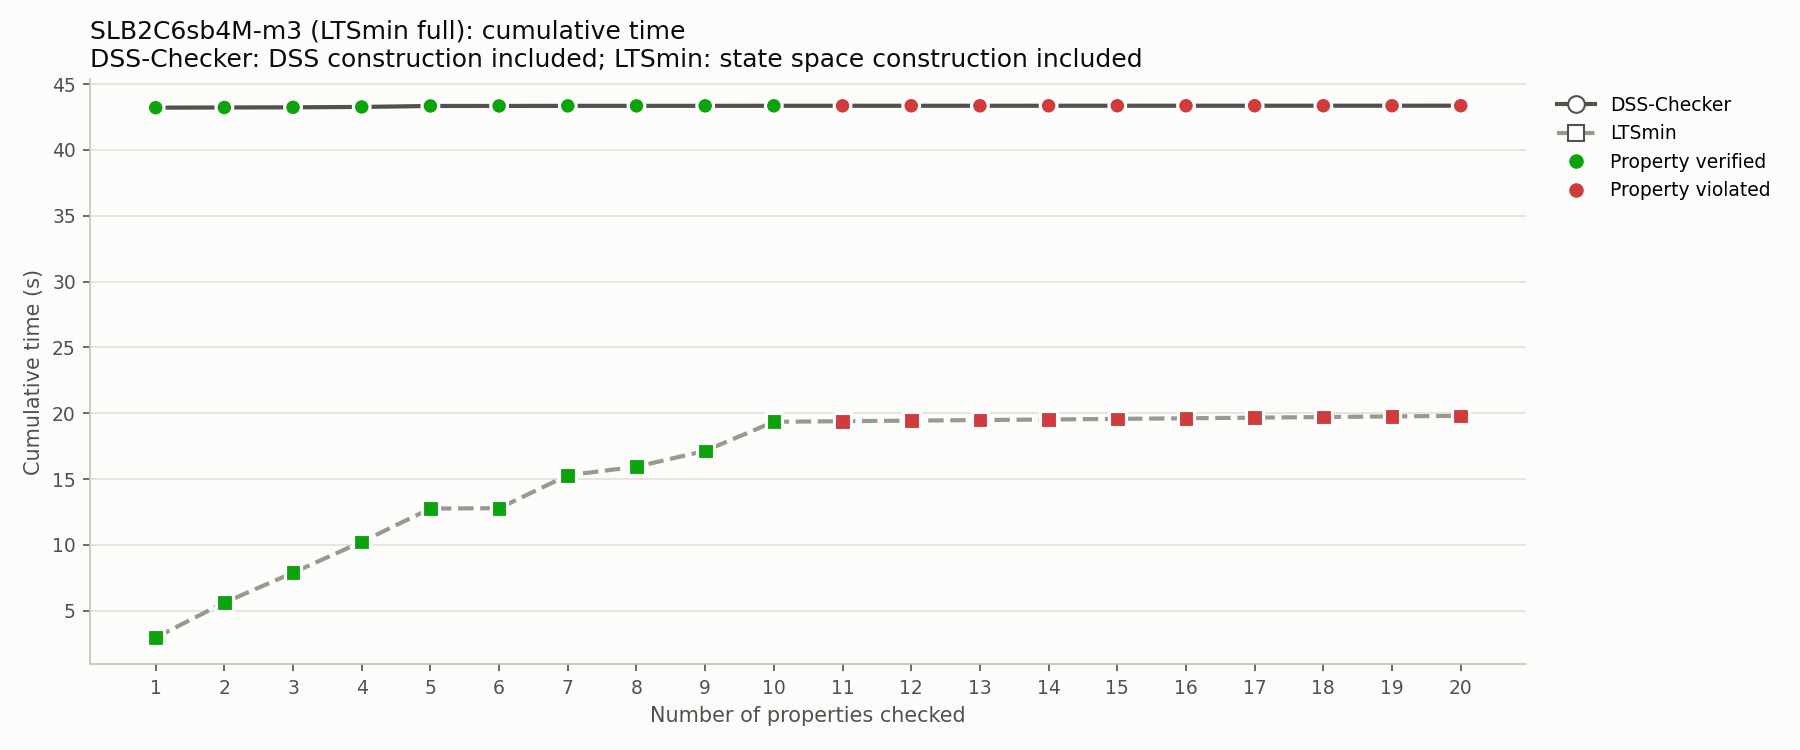 SLB2C6sb4M-m3 (LTSmin full): cumulative time
DSS-Checker: DSS construction included; LTSmin: state space construction included
45
40
35
30
25
20
15
10
5
Cumulative time (s)
1 2 3 4 5 6 7 8 9 10 11 12 13 14 15 16 17 18 19 20
Number of properties checked
DSS-Checker
LTSmin
Property verified
Property violated